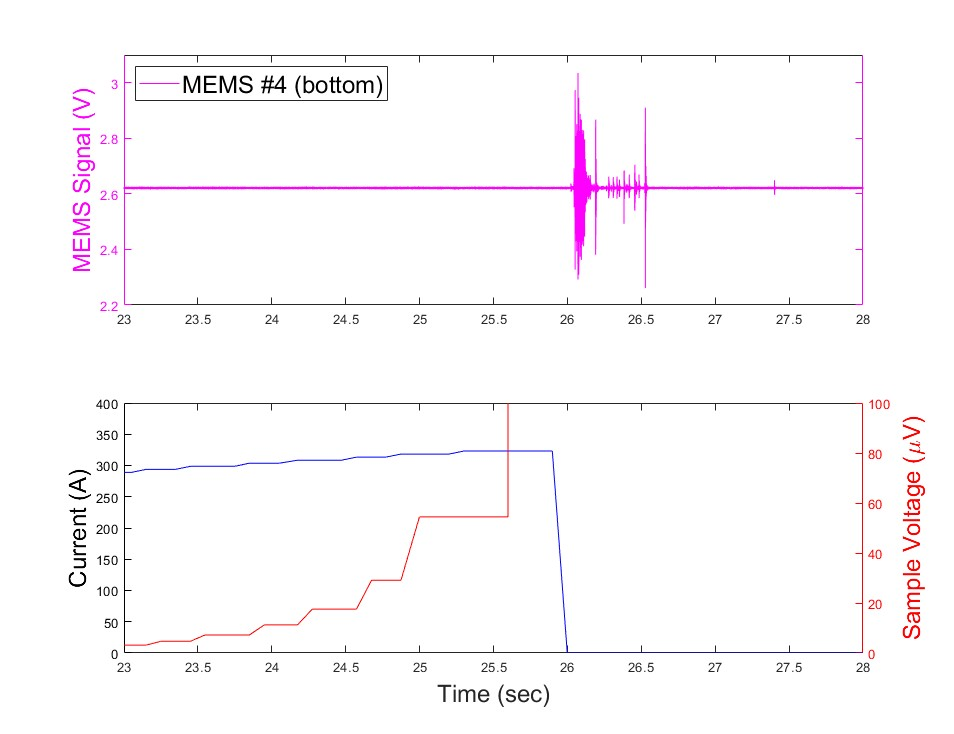 MEMS #4 (bottom)
MEMS Signal (V)
3
2.8
2.6
2.4
2.2
23 23.5 24 24.5 25 25.5 26 26.5 27 27.5 28
Current (A)
400
350
300
250
200
150
100
50
0
100
80
60
40
20
0
Sample Voltage (μV)
23 23.5 24 24.5 25 25.5 26 26.5 27 27.5 28
Time (sec)